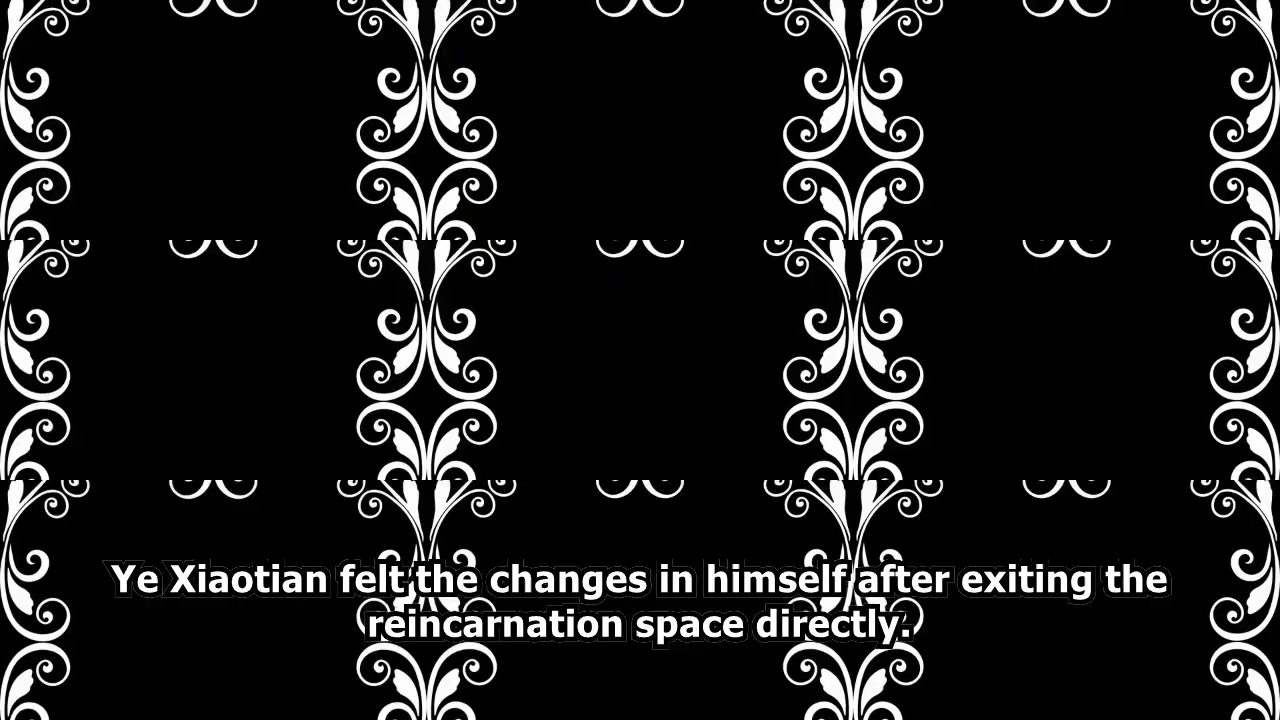 Ye Xiaotian felt the changes in himself after exiting the
reincarnation space directly.